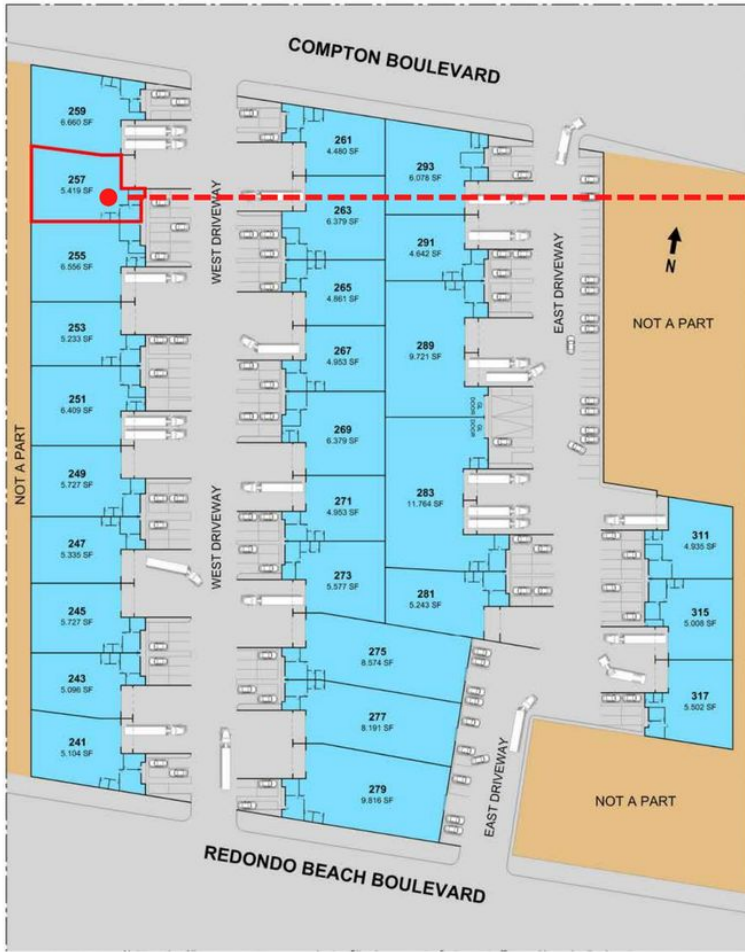 COMPTON BOULEVARD
259
6.660 SF
257
5.419 SF
255
6.556 SF
253
5.233 SF
251
6.409 SF
249
5.727 SF
247
5.335 SF
245
5.727 SF
243
5.096 SF
241
5.104 SF
NOT A PART
WEST DRIVEWAY
WEST DRIVEWAY
261
4.480 SF
263
6.379 SF
265
4.861 SF
267
4.953 SF
269
6.379 SF
271
4.953 SF
273
5.577 SF
275
8.574 SF
277
8.191 SF
279
9.816 SF
293
6.078 SF
291
4.642 SF
289
9.721 SF
GL
DOOR
GL
DOOR
283
11.764 SF
281
5.243 SF
EAST DRIVEWAY
EAST DRIVEWAY
N
NOT A PART
311
4.935 SF
315
5.008 SF
317
5.502 SF
NOT A PART
REDONDO BEACH BOULEVARD